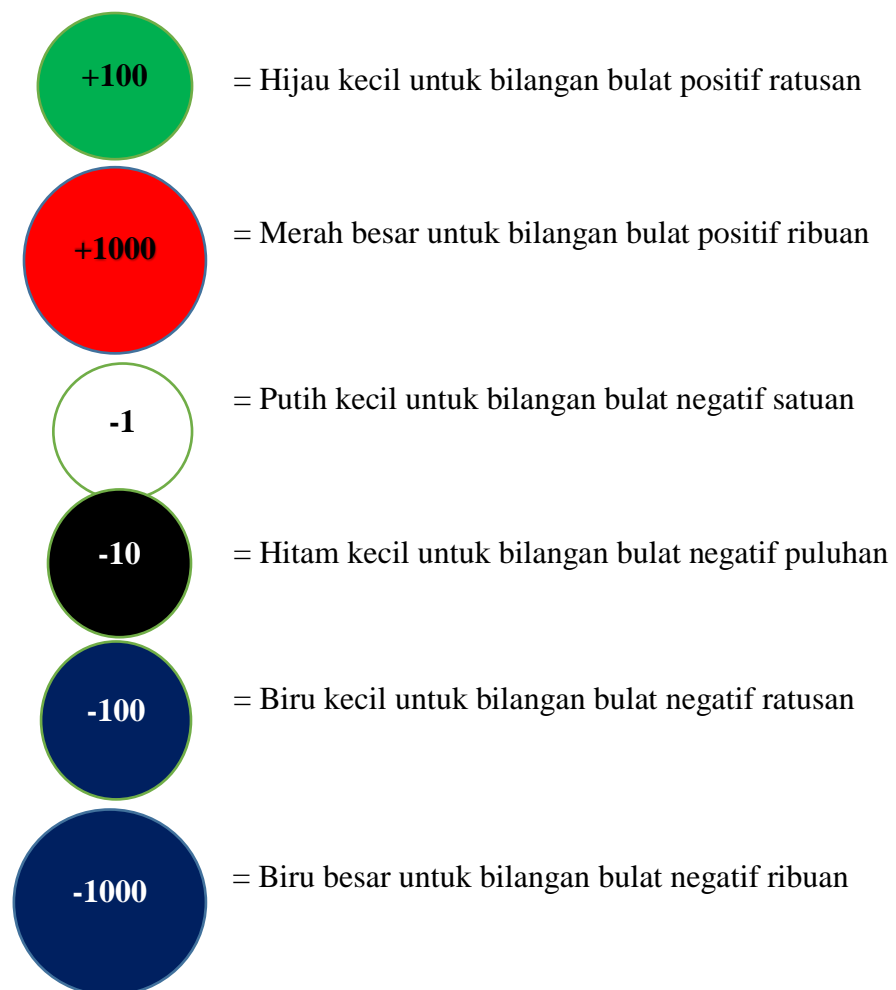 +100 = Hijau kecil untuk bilangan bulat positif ratusan
+1000 = Merah besar untuk bilangan bulat positif ribuan
-1 = Putih kecil untuk bilangan bulat negatif satuan
-10 = Hitam kecil untuk bilangan bulat negatif puluhan
-100 = Biru kecil untuk bilangan bulat negatif ratusan
-1000 = Biru besar untuk bilangan bulat negatif ribuan